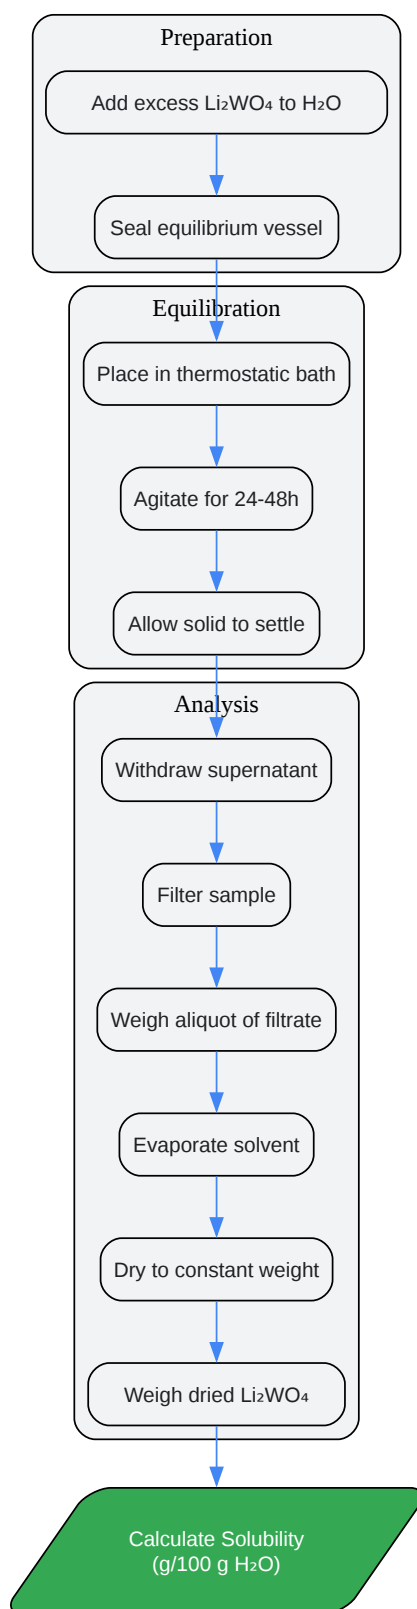 Preparation
Add excess Li₂WO₄ to H₂O
Seal equilibrium vessel
Equilibration
Place in thermostatic bath
Agitate for 24-48h
Allow solid to settle
Analysis
Withdraw supernatant
Filter sample
Weigh aliquot of filtrate
Evaporate solvent
Dry to constant weight
Weigh dried Li₂WO₄
Calculate Solubility
(g/100 g H₂O)